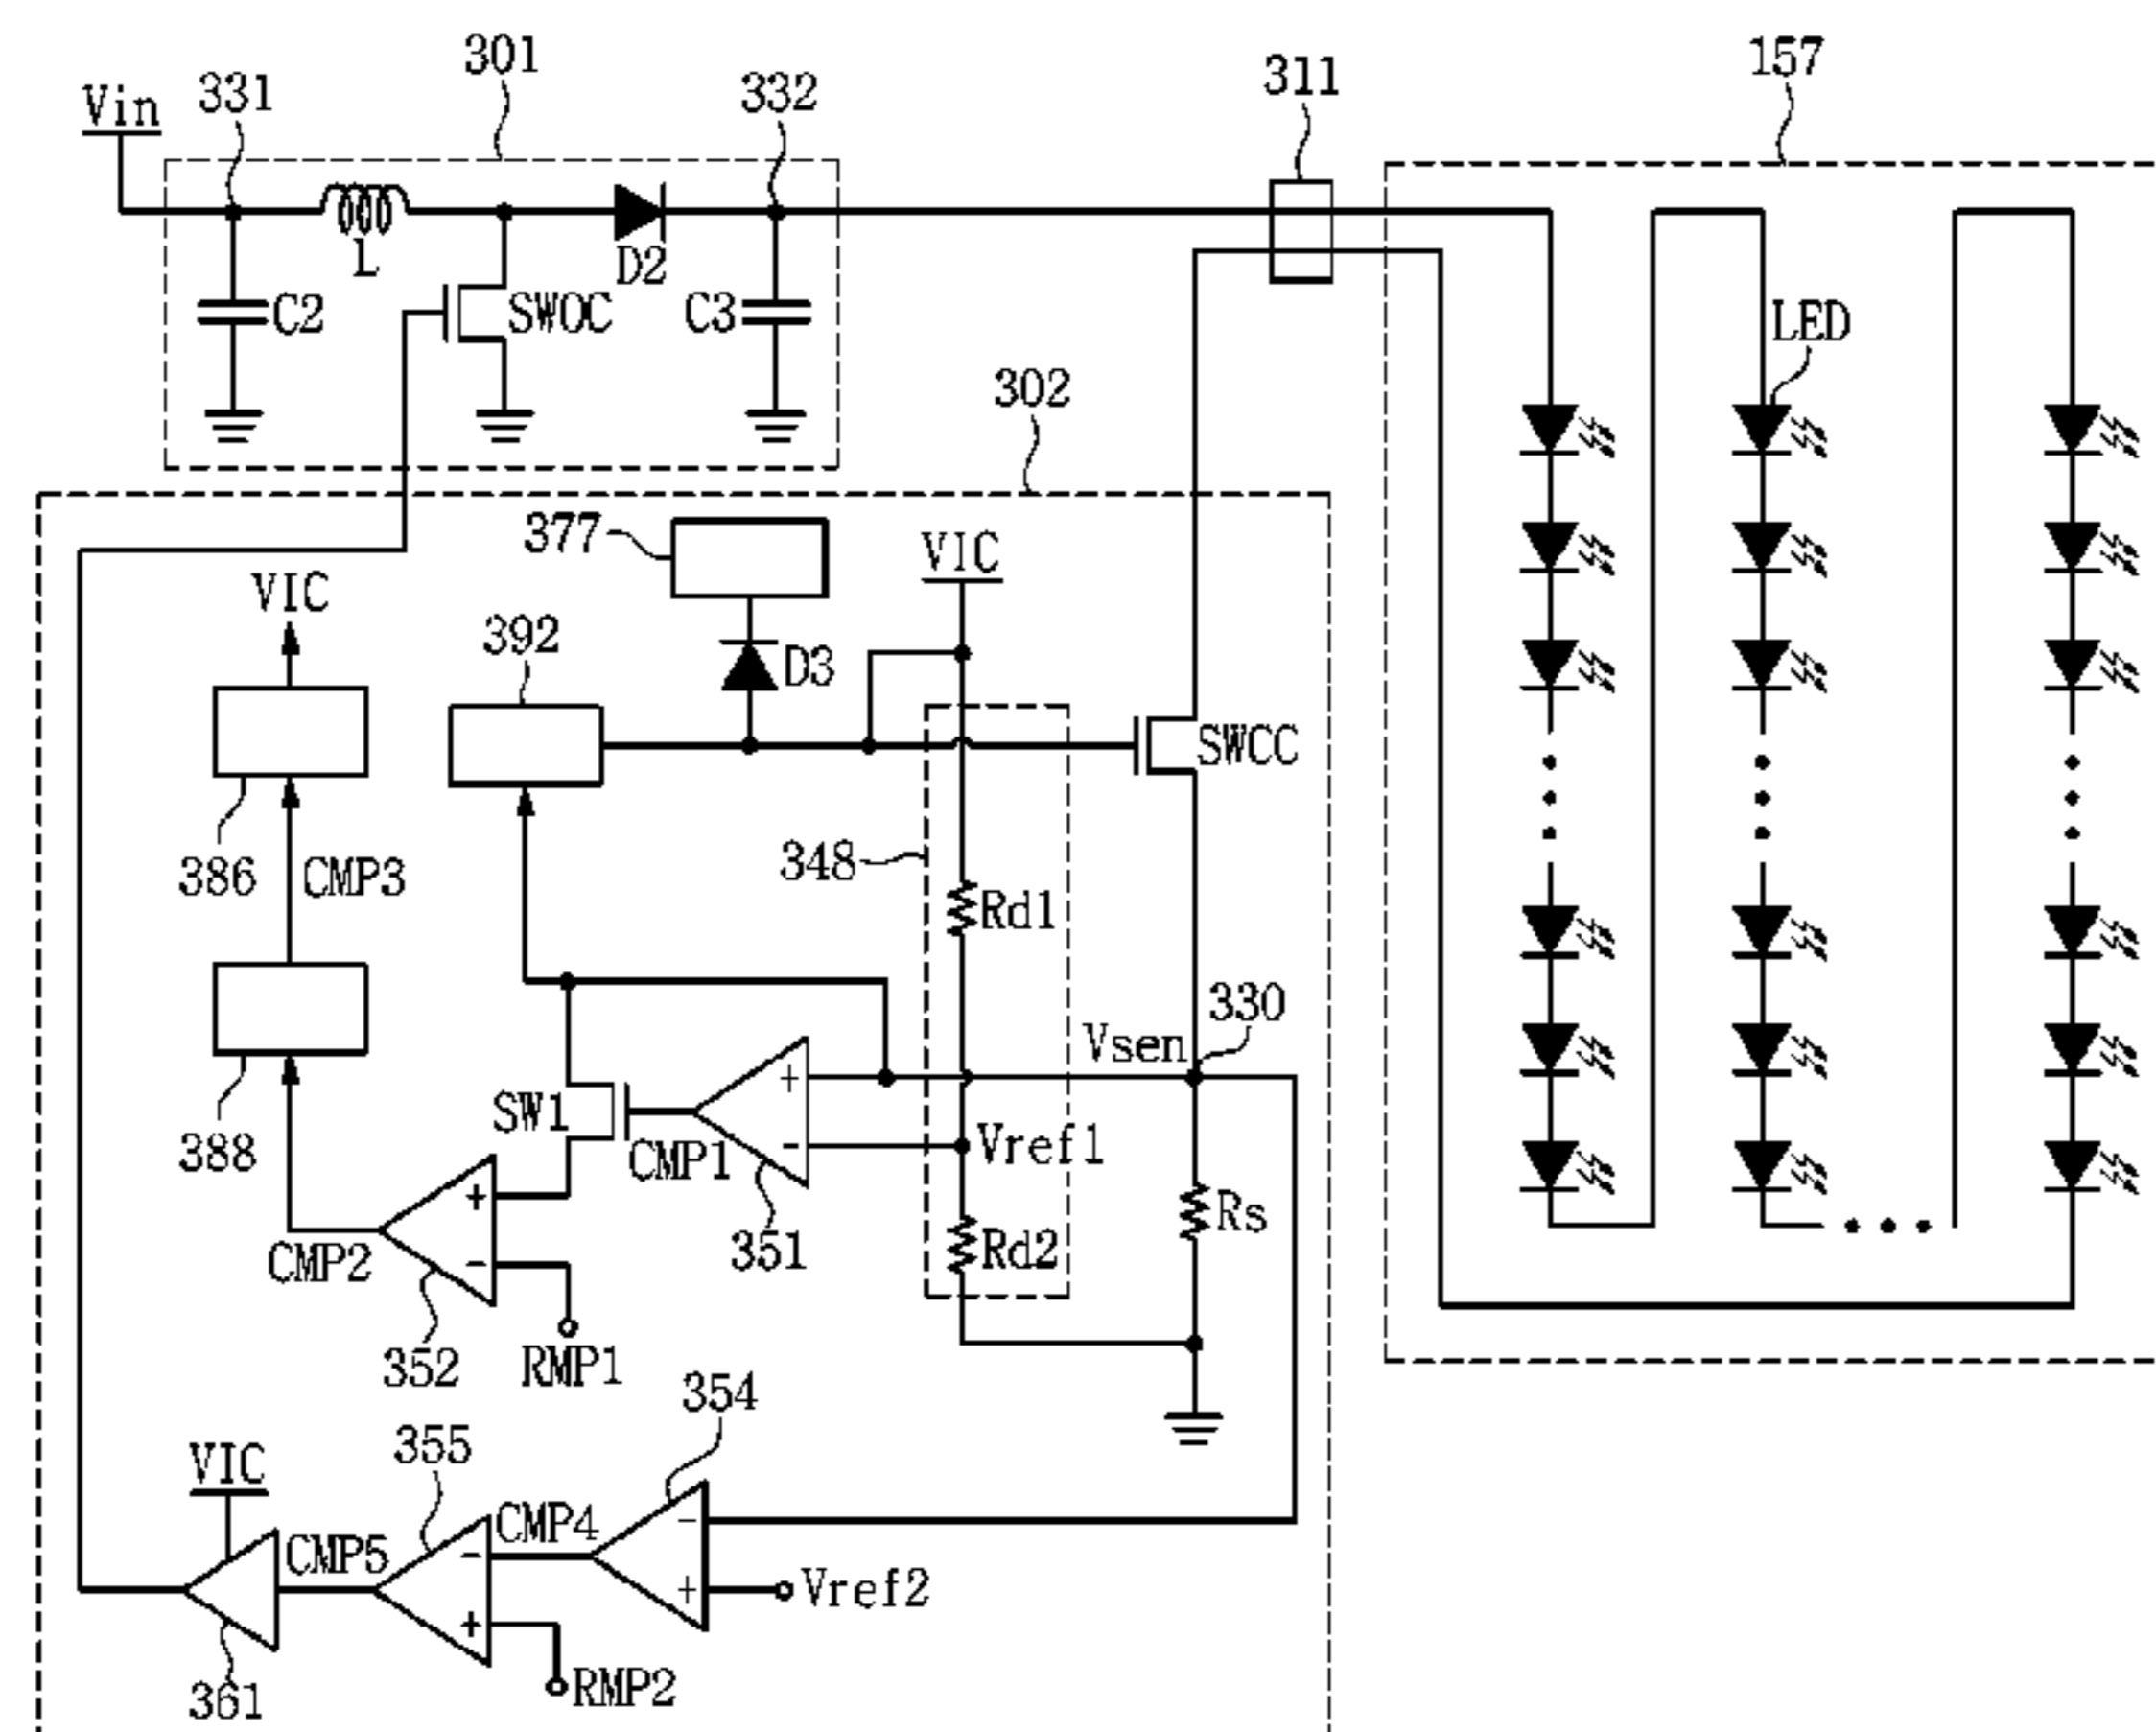 301
157
331
332
311
Vin
L
D2
C2
SWOC
C3
LED
302
377
VIC
VIC
392
D3
SWCC
348
386
CMP3
Rd1
330
Vsen
+
SW1
CMP1
-
Vref1
388
+
Rs
351
Rd2
CMP2
-
352
RMP1
354
355
VIC
CMP4
-
CMP5
-
+
Vref2
+
361
RMP2